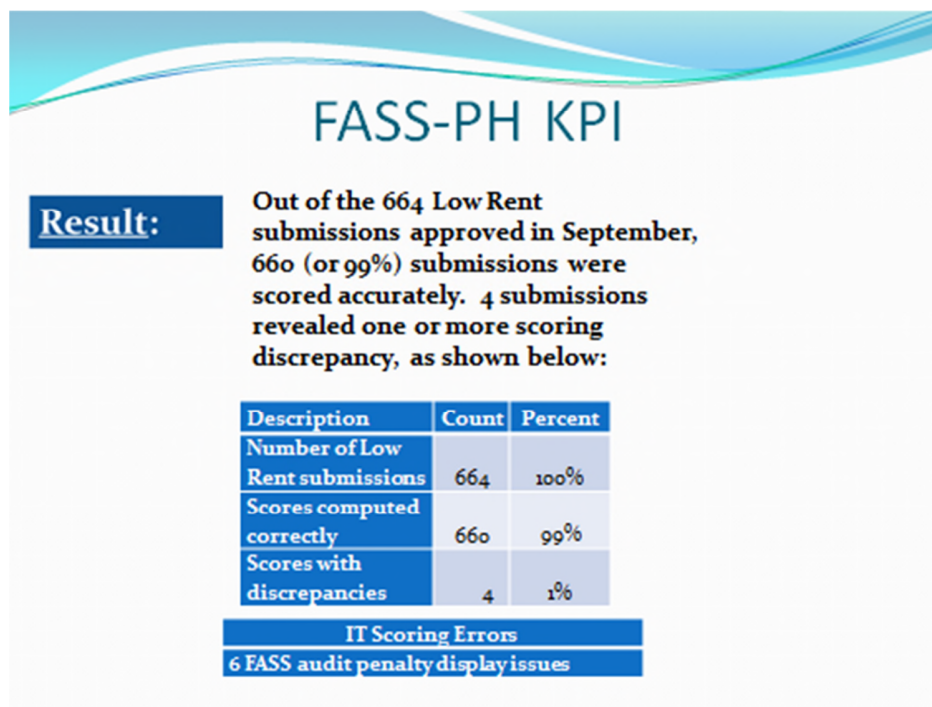 FASS-PH KPI
Result:
Out of the 664 Low Rent
submissions approved in September,
660 (or 99%) submissions were
scored accurately. 4 submissions
revealed one or more scoring
discrepancy, as shown below:
Description Count Percent
Number of Low
Rent submissions 664 100%
Scores computed
correctly 660 99%
Scores with
discrepancies 4 1%
IT Scoring Errors
6 FASS audit penalty display issues